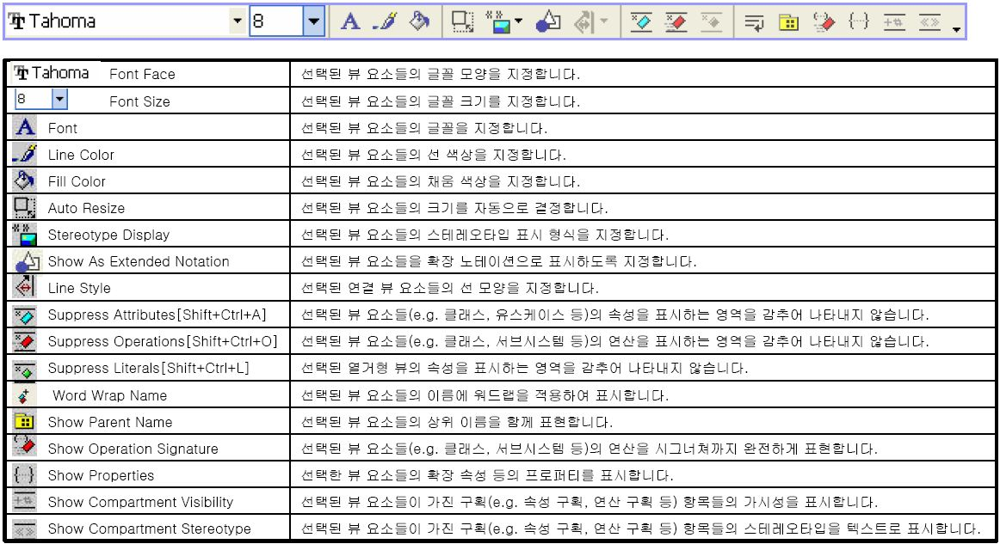 Tahoma 8
Tahoma Font Face 선택된 뷰 요소들의 글꼴 모양을 지정합니다.
8 Font Size 선택된 뷰 요소들의 글꼴 크기를 지정합니다.
A Font 선택된 뷰 요소들의 글꼴을 지정합니다.
Line Color 선택된 뷰 요소들의 선 색상을 지정합니다.
Fill Color 선택된 뷰 요소들의 채움 색상을 지정합니다.
Auto Resize 선택된 뷰 요소들의 크기를 자동으로 결정합니다.
Stereotype Display 선택된 뷰 요소들의 스테레오타입 표시 형식을 지정합니다.
Show As Extended Notation 선택된 뷰 요소들을 확장 노테이션으로 표시하도록 지정합니다.
Line Style 선택된 연결 뷰 요소들의 선 모양을 지정합니다.
Suppress Attributes[Shift+Ctrl+A] 선택된 뷰 요소들(e.g. 클래스, 유스케이스 등)의 속성을 표시하는 영역을 감추어 나타내지 않습니다.
Suppress Operations[Shift+Ctrl+O] 선택된 뷰 요소들(e.g. 클래스, 서브시스템 등)의 연산을 표시하는 영역을 감추어 나타내지 않습니다.
Suppress Literals[Shift+Ctrl+L] 선택된 열거형 뷰의 속성을 표시하는 영역을 감추어 나타내지 않습니다.
Word Wrap Name 선택된 뷰 요소들의 이름에 워드랩을 적용하여 표시합니다.
Show Parent Name 선택된 뷰 요소들의 상위 이름을 함께 표현합니다.
Show Operation Signature 선택된 뷰 요소들(e.g. 클래스, 서브시스템 등)의 연산을 시그너쳐까지 완전하게 표현합니다.
Show Properties 선택한 뷰 요소들의 확장 속성 등의 프로퍼티를 표시합니다.
Show Compartment Visibility 선택된 뷰 요소들이 가진 구획(e.g. 속성 구획, 연산 구획 등) 항목들의 가시성을 표시합니다.
Show Compartment Stereotype 선택된 뷰 요소들이 가진 구획(e.g. 속성 구획, 연산 구획 등) 항목들의 스테레오타입을 텍스트로 표시합니다.